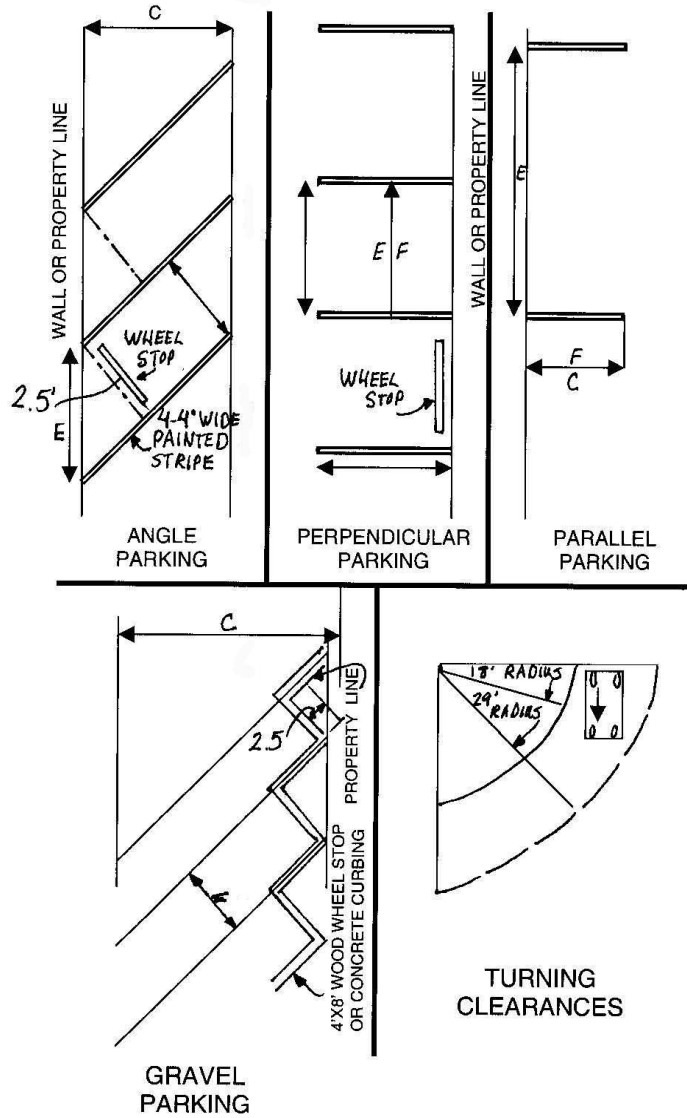 C
WALL OR PROPERTY LINE
WHEEL
STOP
2.5'
E
4-4" WIDE
PAINTED
STRIPE
ANGLE
PARKING
E F
WHEEL
STOP
WALL OR PROPERTY LINE
PERPENDICULAR
PARKING
E
F
C
PARALLEL
PARKING
C
2.5
PROPERTY LINE
4'X8' WOOD WHEEL STOP
OR CONCRETE CURBING
GRAVEL
PARKING
18' RADIUS
29'
RADIUS
TURNING
CLEARANCES